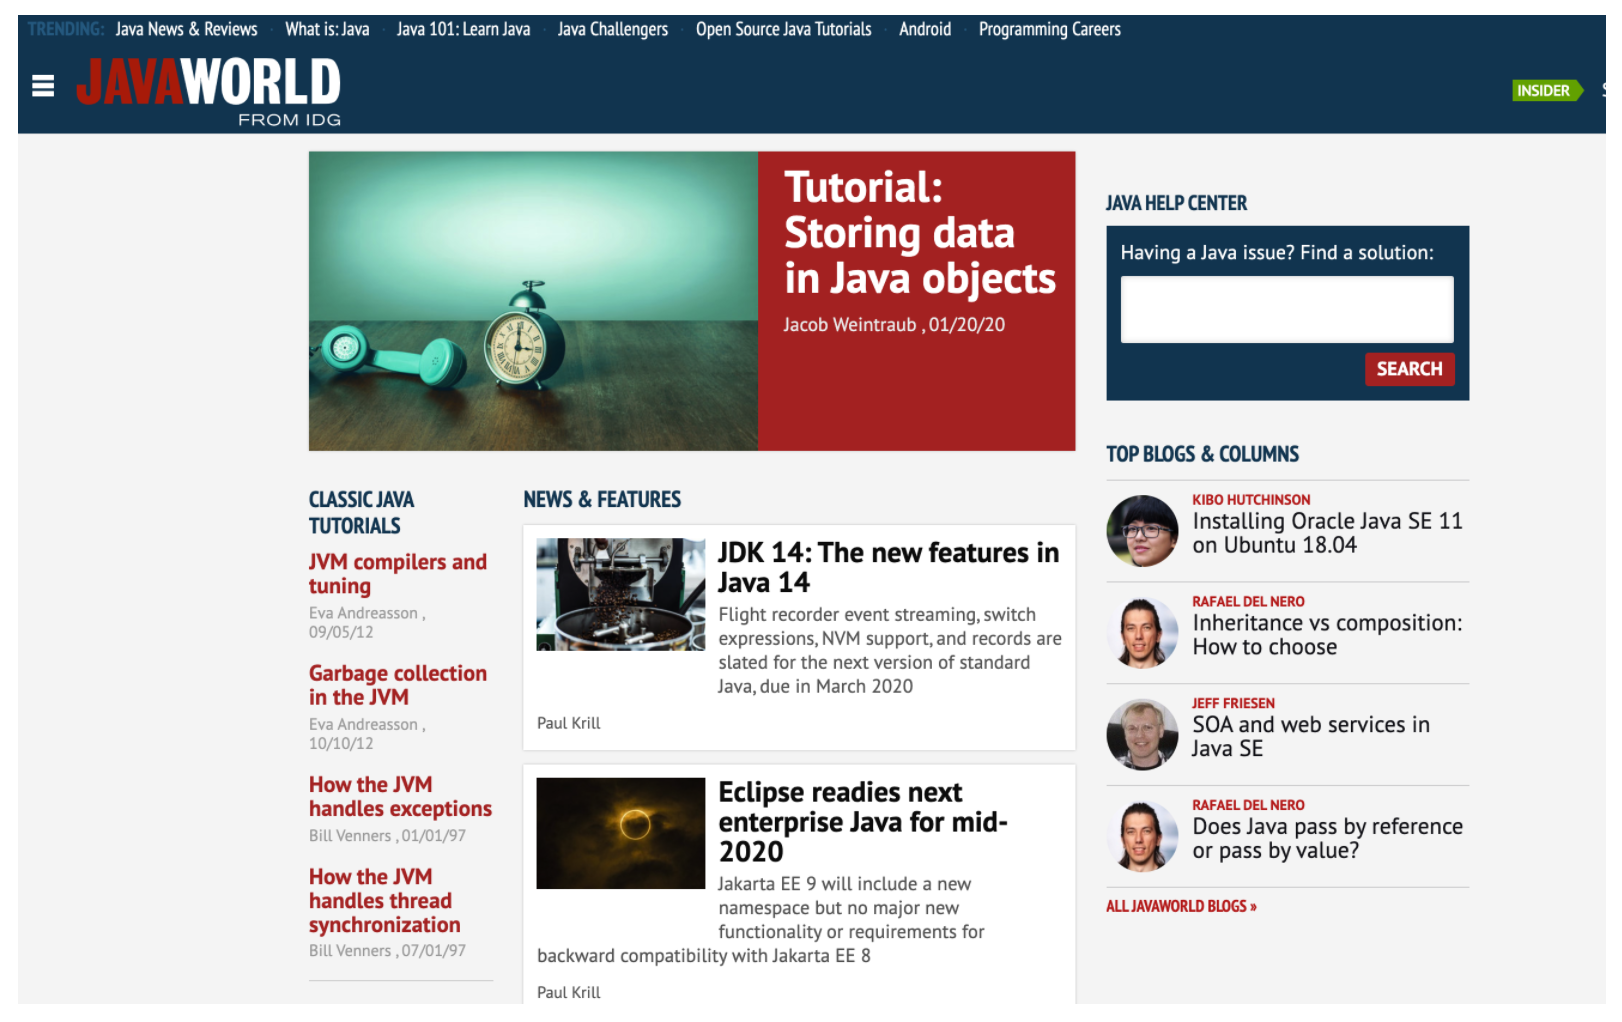 TRENDING: Java News & Reviews · What is: Java · Java 101: Learn Java · Java Challengers · Open Source Java Tutorials · Android · Programming Careers
JAVAWORLD
FROM IDG
INSIDER
Tutorial:
Storing data
in Java objects
Jacob Weintraub , 01/20/20
CLASSIC JAVA
TUTORIALS
JVM compilers and
tuning
Eva Andreasson ,
09/05/12
Garbage collection
in the JVM
Eva Andreasson ,
10/10/12
How the JVM
handles exceptions
Bill Venners , 01/01/97
How the JVM
handles thread
synchronization
Bill Venners , 07/01/97
NEWS & FEATURES
JDK 14: The new features in
Java 14
Flight recorder event streaming, switch
expressions, NVM support, and records are
slated for the next version of standard
Java, due in March 2020
Paul Krill
Eclipse readies next
enterprise Java for mid-
2020
Jakarta EE 9 will include a new
namespace but no major new
functionality or requirements for
backward compatibility with Jakarta EE 8
Paul Krill
JAVA HELP CENTER
Having a Java issue? Find a solution:
SEARCH
TOP BLOGS & COLUMNS
KIBO HUTCHINSON
Installing Oracle Java SE 11
on Ubuntu 18.04
RAFAEL DEL NERO
Inheritance vs composition:
How to choose
JEFF FRIESEN
SOA and web services in
Java SE
RAFAEL DEL NERO
Does Java pass by reference
or pass by value?
ALL JAVAWORLD BLOGS »